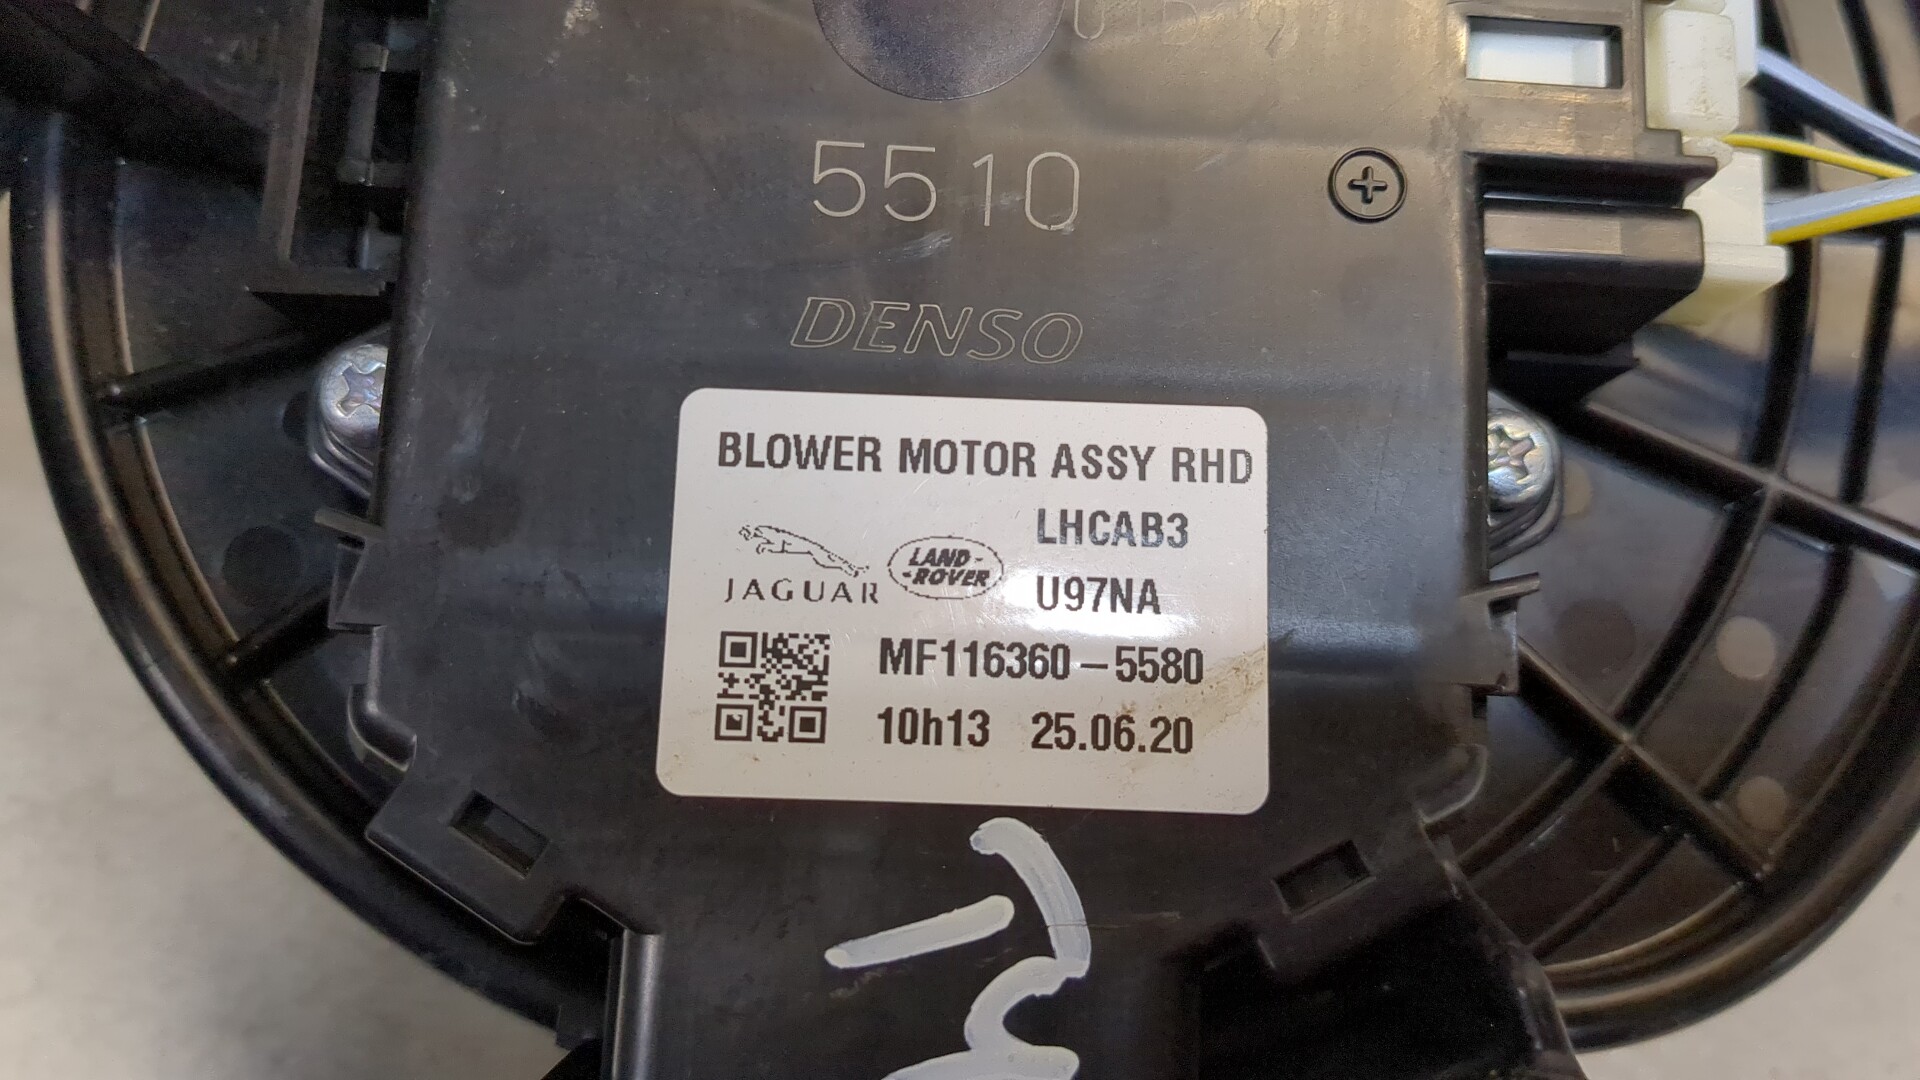 5510
DENSO
BLOWER MOTOR ASSY RHD
LHCAB3
JAGUAR
LAND-
-ROVER
U97NA
MF116360-5580
10h13 25.06.20